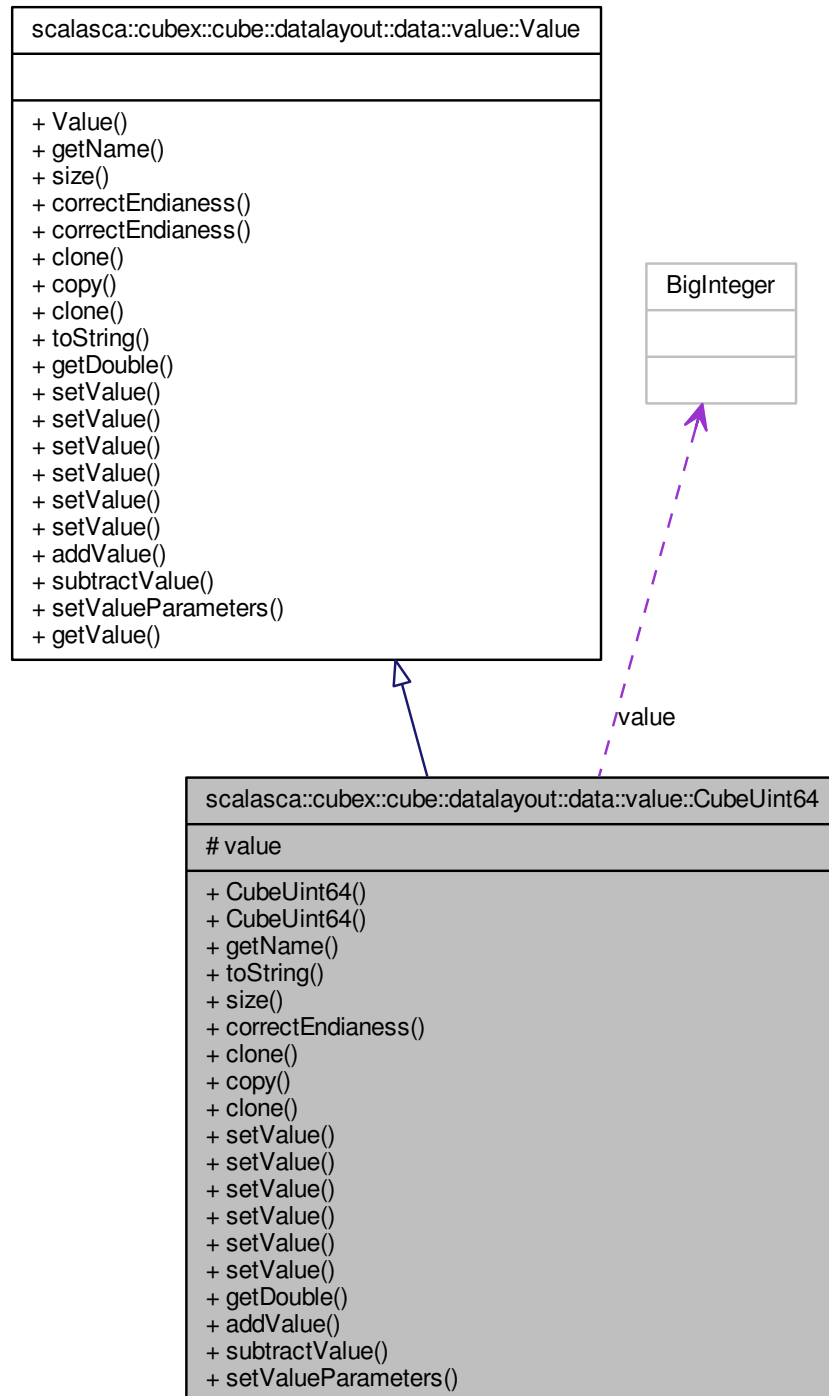 scalasca::cubex::cube::datalayout::data::value::Value
+ Value()
+ getName()
+ size()
+ correctEndianess()
+ correctEndianess()
+ clone()
+ copy()
+ clone()
+ toString()
+ getDouble()
+ setValue()
+ setValue()
+ setValue()
+ setValue()
+ setValue()
+ setValue()
+ addValue()
+ subtractValue()
+ setValueParameters()
+ getValue()
BigInteger
value
scalasca::cubex::cube::datalayout::data::value::CubeUint64
# value
+ CubeUint64()
+ CubeUint64()
+ getName()
+ toString()
+ size()
+ correctEndianess()
+ clone()
+ copy()
+ clone()
+ setValue()
+ setValue()
+ setValue()
+ setValue()
+ setValue()
+ setValue()
+ getDouble()
+ addValue()
+ subtractValue()
+ setValueParameters()